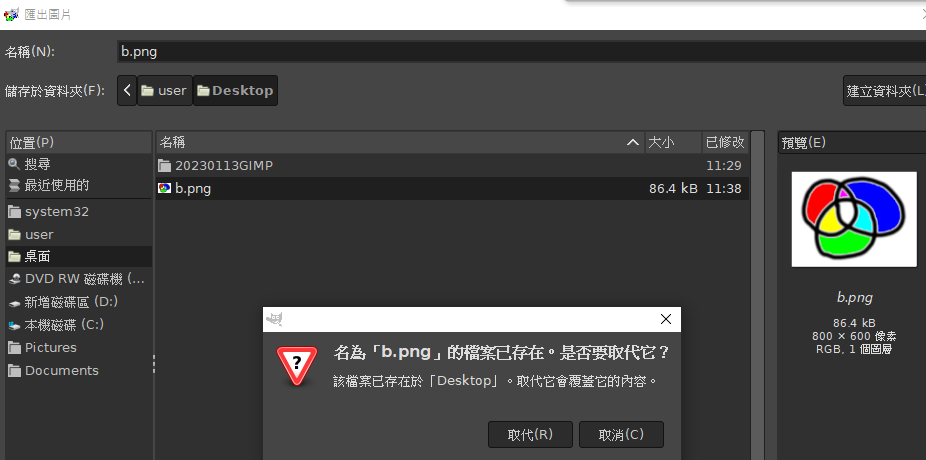 匯出圖片
名稱(N):
b.png
儲存於資料夾(F):
user
Desktop
建立資料夾(L
位置(P)
搜尋
最近使用的
system32
user
桌面
DVD RW 磁碟機 (...
新增磁碟區 (D:)
本機磁碟 (C:)
Pictures
Documents
名稱 大小 已修改
20230113GIMP 11:29
b.png 86.4 kB 11:38
預覽(E)
b.png
86.4 kB
800 × 600 像素
RGB, 1 個圖層
名為「b.png」的檔案已存在。是否要取代它？
該檔案已存在於「Desktop」。取代它會覆蓋它的內容。
取代(R)
取消(C)